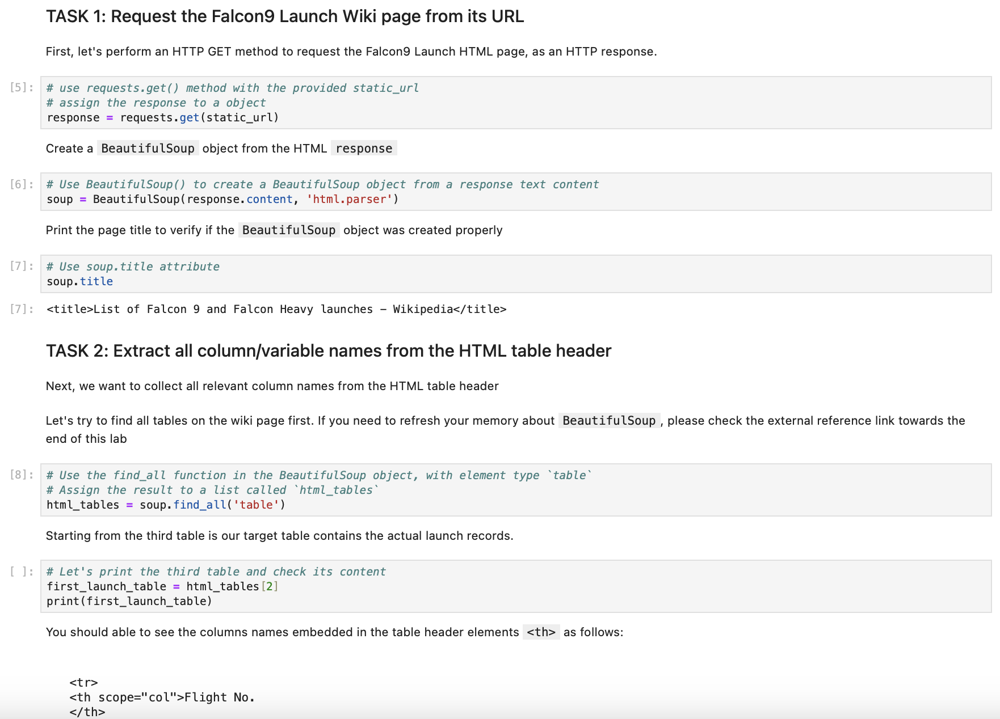 TASK 1: Request the Falcon9 Launch Wiki page from its URL
First, let's perform an HTTP GET method to request the Falcon9 Launch HTML page, as an HTTP response.
[5]: # use requests.get() method with the provided static_url
# assign the response to a object
response = requests.get(static_url)
Create a BeautifulSoup object from the HTML response
[6]: # Use BeautifulSoup() to create a BeautifulSoup object from a response text content
soup = BeautifulSoup(response.content, 'html.parser')
Print the page title to verify if the BeautifulSoup object was created properly
[7]: # Use soup.title attribute
soup.title
[7]: <title>List of Falcon 9 and Falcon Heavy launches - Wikipedia</title>
TASK 2: Extract all column/variable names from the HTML table header
Next, we want to collect all relevant column names from the HTML table header
Let's try to find all tables on the wiki page first. If you need to refresh your memory about BeautifulSoup, please check the external reference link towards the
end of this lab
[8]: # Use the find_all function in the BeautifulSoup object, with element type `table`
# Assign the result to a list called `html_tables`
html_tables = soup.find_all('table')
Starting from the third table is our target table contains the actual launch records.
[ ]: # Let's print the third table and check its content
first_launch_table = html_tables[2]
print(first_launch_table)
You should able to see the columns names embedded in the table header elements <th> as follows:
<tr>
<th scope="col">Flight No.
</th>